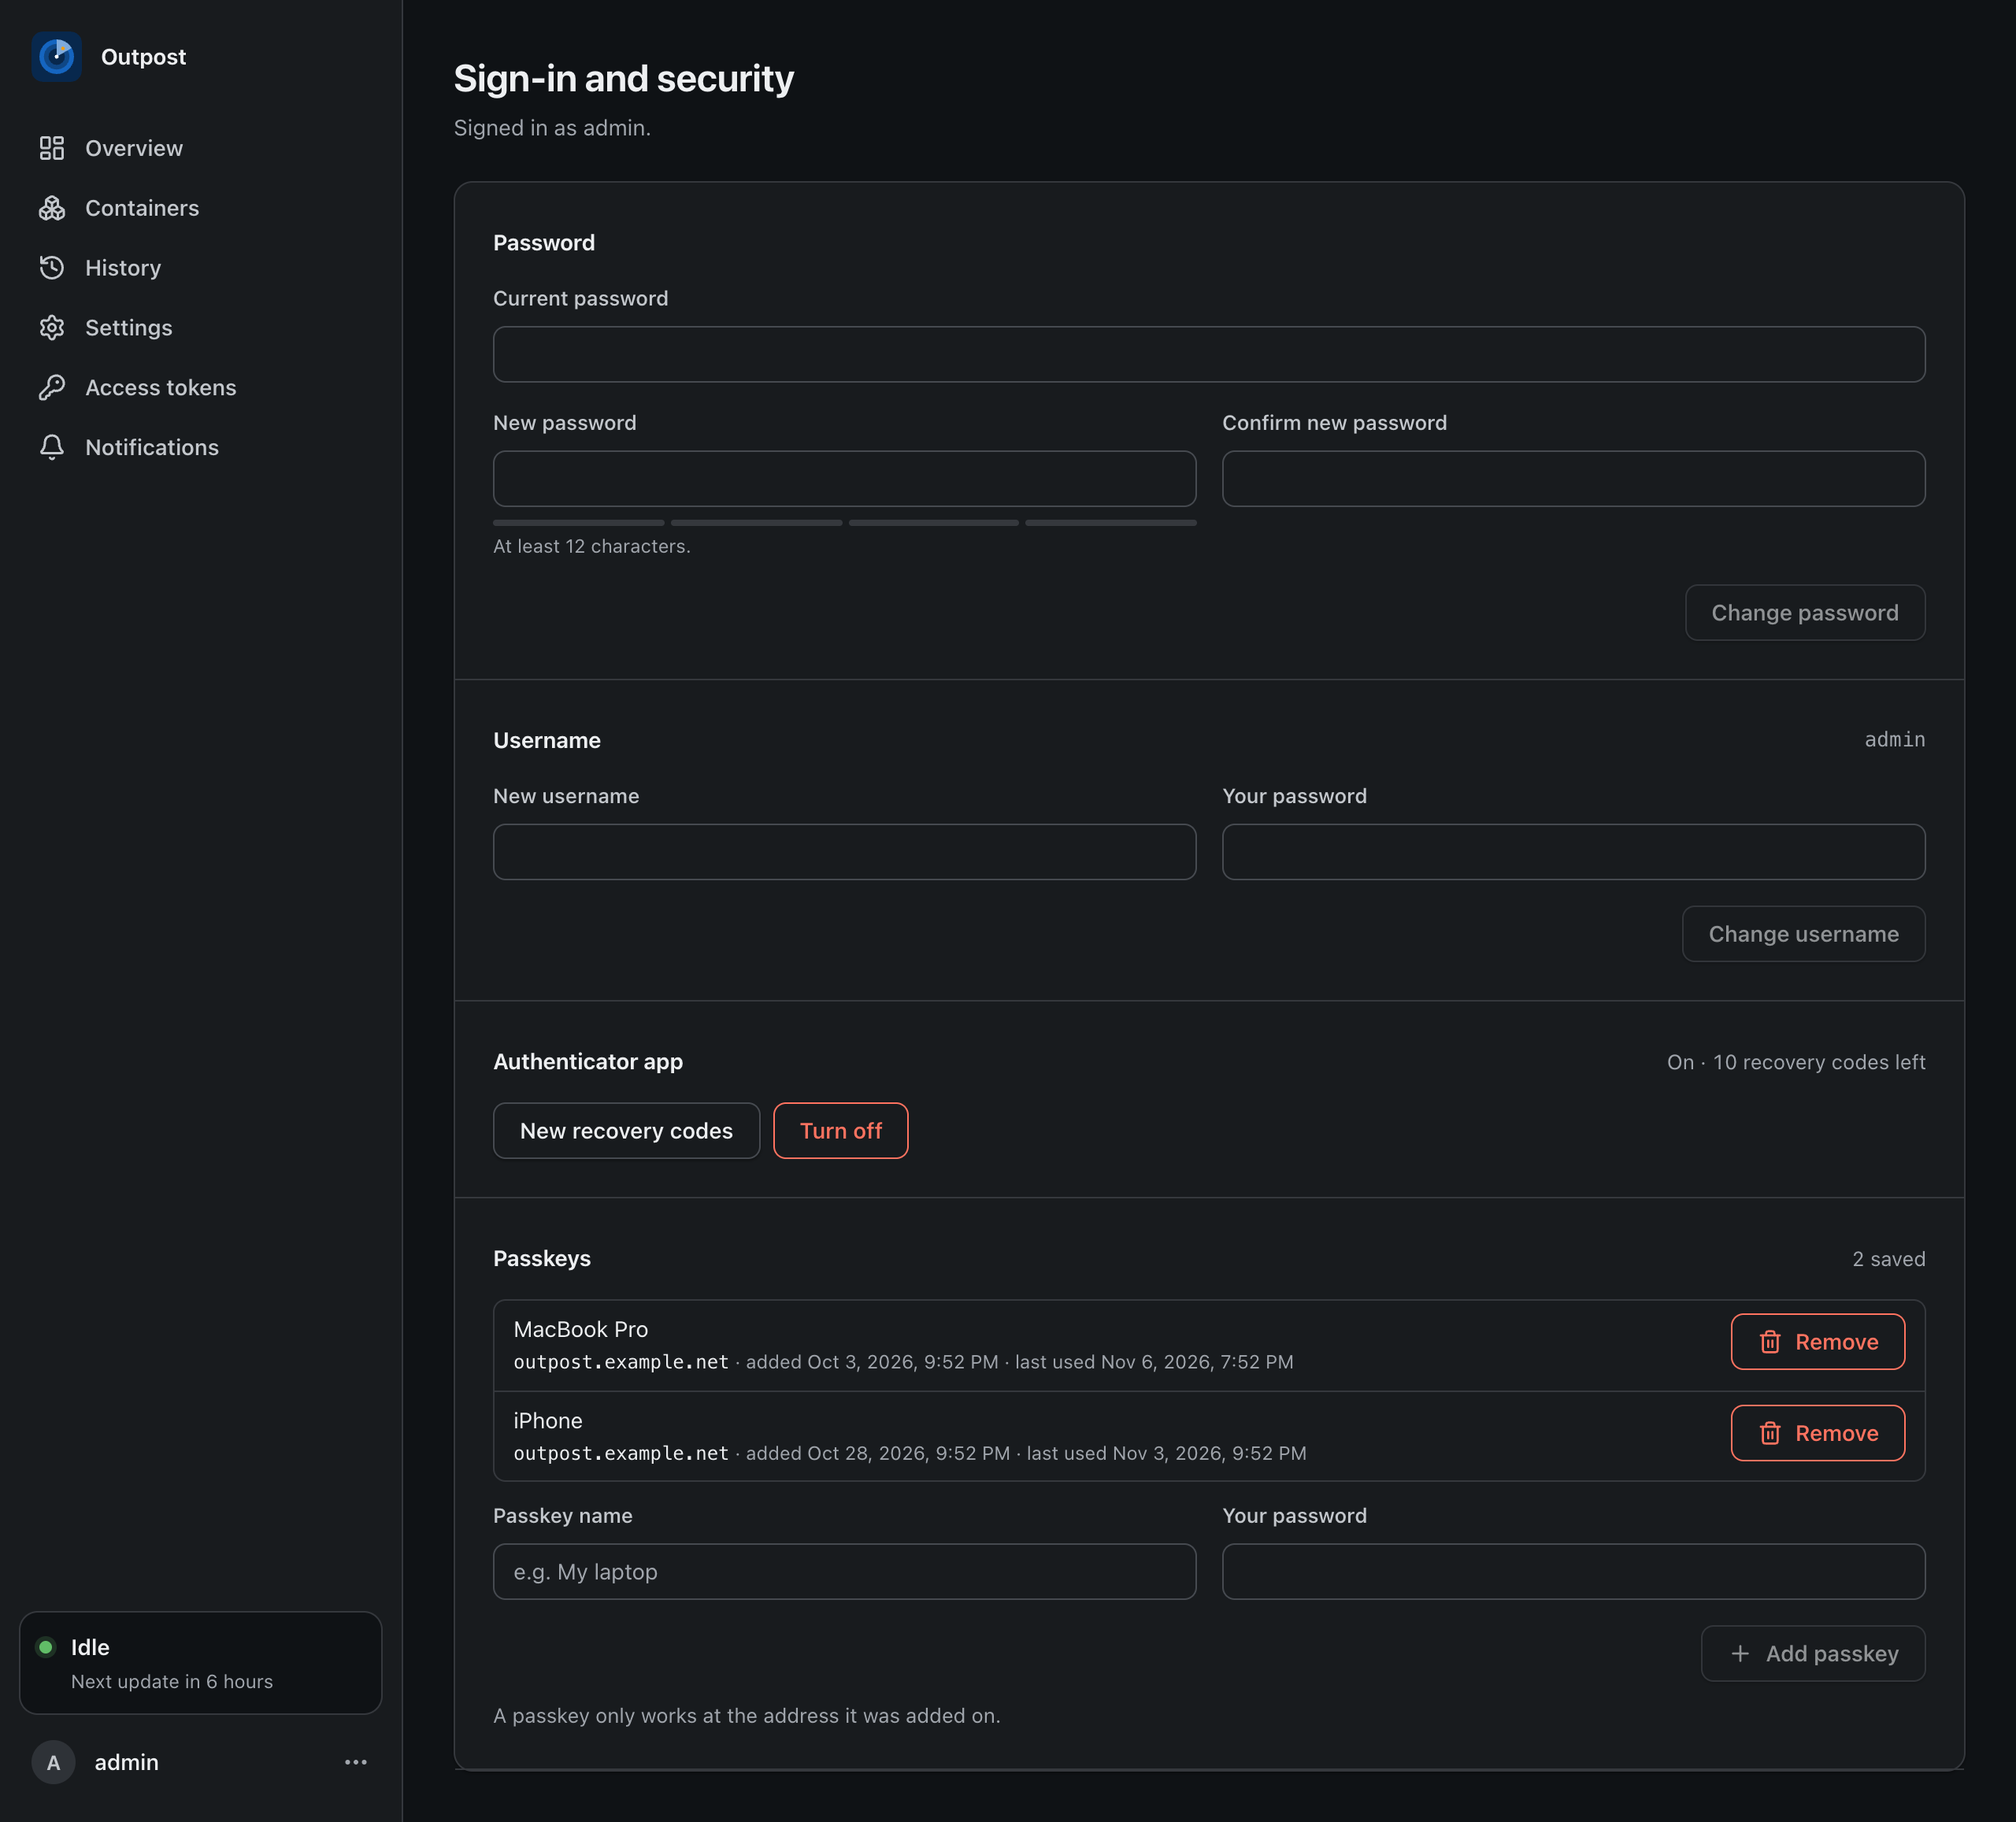 Outpost
Overview
Containers
History
Settings
Access tokens
Notifications
Idle
Next update in 6 hours
A
admin
Sign-in and security
Signed in as admin.
Password
Current password
New password
Confirm new password
At least 12 characters.
Change password
Username
admin
New username
Your password
Change username
Authenticator app
On · 10 recovery codes left
New recovery codes
Turn off
Passkeys
2 saved
MacBook Pro
outpost.example.net · added Oct 3, 2026, 9:52 PM · last used Nov 6, 2026, 7:52 PM
Remove
iPhone
outpost.example.net · added Oct 28, 2026, 9:52 PM · last used Nov 3, 2026, 9:52 PM
Remove
Passkey name
Your password
e.g. My laptop
Add passkey
A passkey only works at the address it was added on.